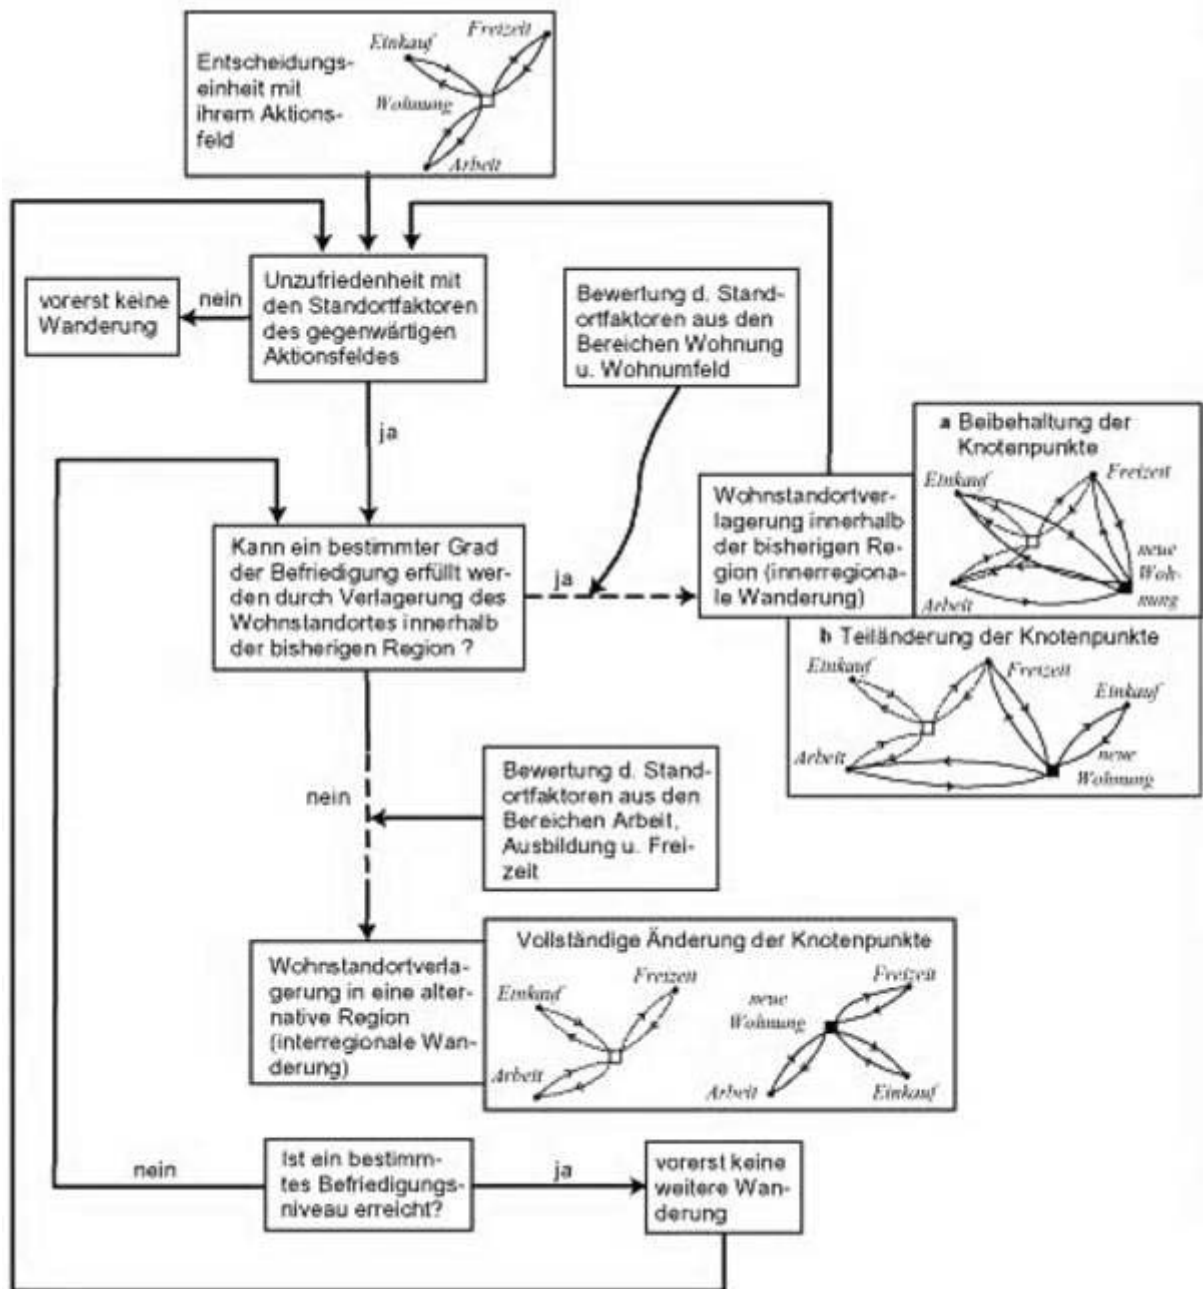 Entscheidungs-
einheit mit
ihrem Aktions-
feld
Einkauf
Freizeit
Wohnung
Arbeit
Unzufriedenheit mit
den Standortfaktoren
des gegenwärtigen
Aktionsfeldes
nein
vorerst keine
Wanderung
Bewertung d. Stand-
ortfaktoren aus den
Bereichen Wohnung
u. Wohnumfeld
ja
Kann ein bestimmter Grad
der Befriedigung erfüllt wer-
den durch Verlagerung des
Wohnstandortes innerhalb
der bisherigen Region ?
ja
Wohnstandortver-
lagerung innerhalb
der bisherigen Re-
gion (innerregiona-
le Wanderung)
a Beibehaltung der
Knotenpunkte
Einkauf
Freizeit
neue
Woh-
nung
Arbeit
b Teiländerung der Knotenpunkte
Einkauf
Freizeit
Einkauf
Arbeit
neue
Wohnung
nein
Bewertung d. Stand-
ortfaktoren aus den
Bereichen Arbeit,
Ausbildung u. Frei-
zeit
Wohnstandortverla-
gerung in eine alter-
native Region
(interregionale Wan-
derung)
Vollständige Änderung der Knotenpunkte
Einkauf
Freizeit
Arbeit
neue
Wohnung
Freizeit
Arbeit
Einkauf
nein
Ist ein bestimm-
tes Befriedigungs-
niveau erreicht?
ja
vorerst keine
weitere Wan-
derung